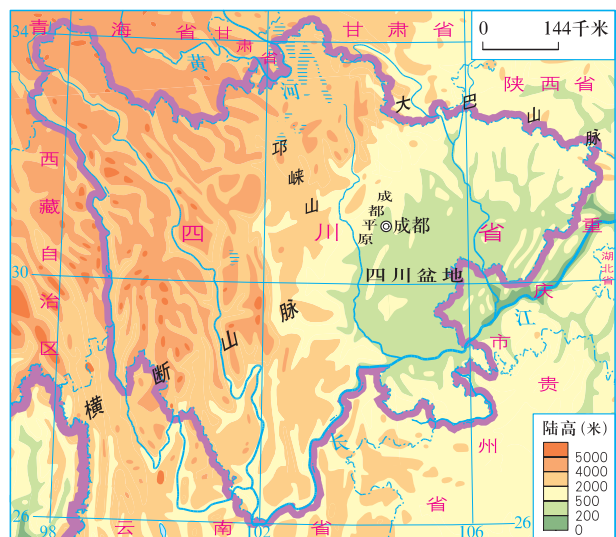 34
青海省
甘肃省
甘肃省
0 144千米
黄河
陕西省
大巴山脉
邛崃山
西藏自治区
四川省
成都平原
成都
重庆市
湖北省
30
四川盆地
江
横断山脉
贵州省
长
陆高(米)
5000
4000
2000
500
200
0
26
98
云南省
102
106
26